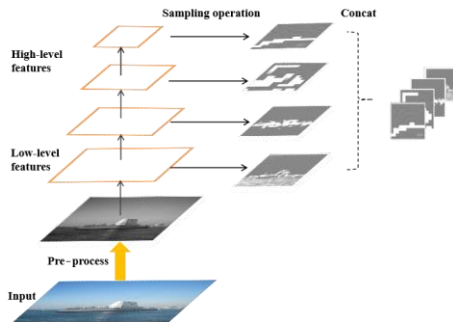 Sampling operation
Concat
High-level
features
Low-level
features
Pre-process
Input